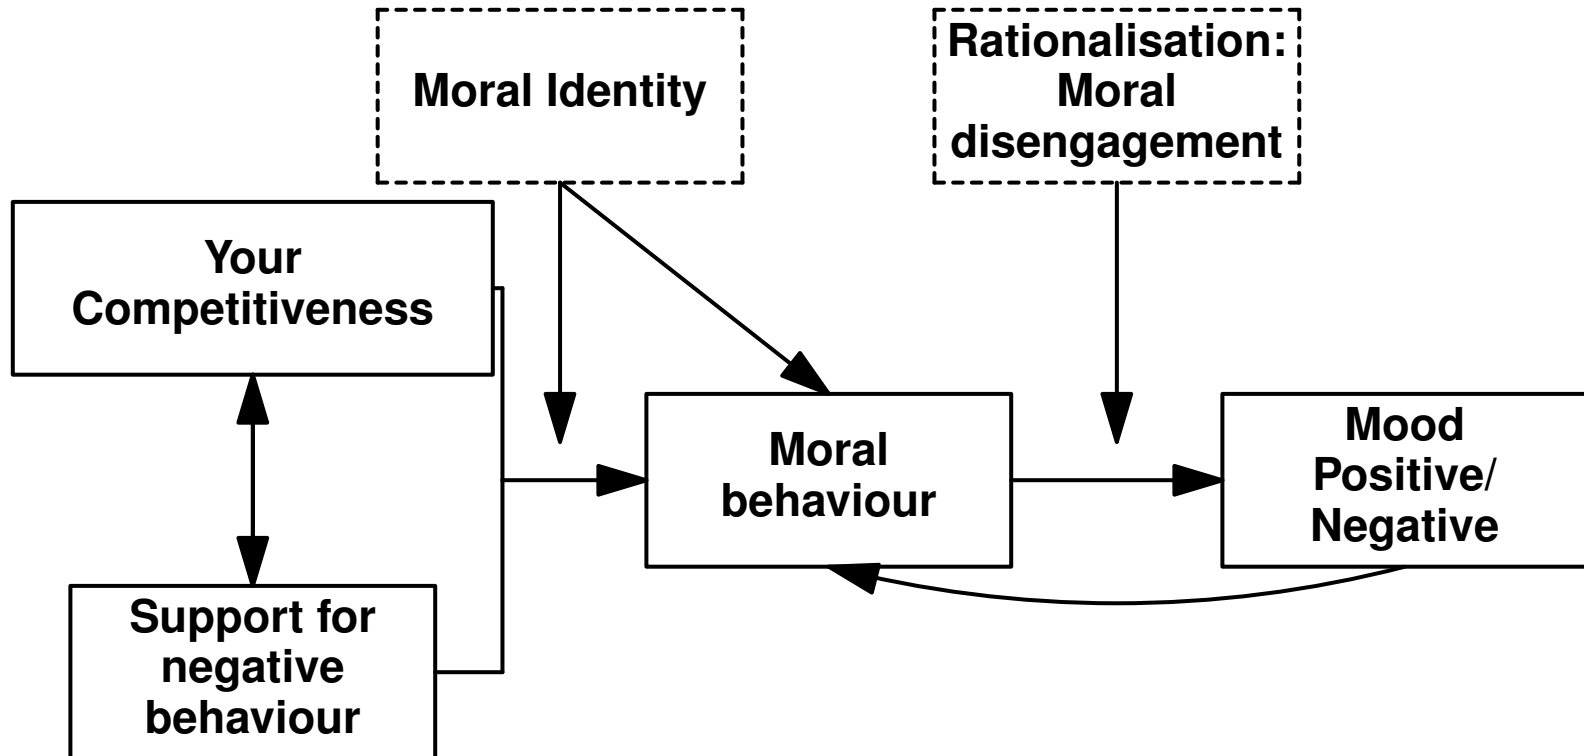 Moral Identity
Rationalisation:
Moral
disengagement
Your
Competitiveness
Moral
behaviour
Mood
Positive/
Negative
Support for
negative
behaviour